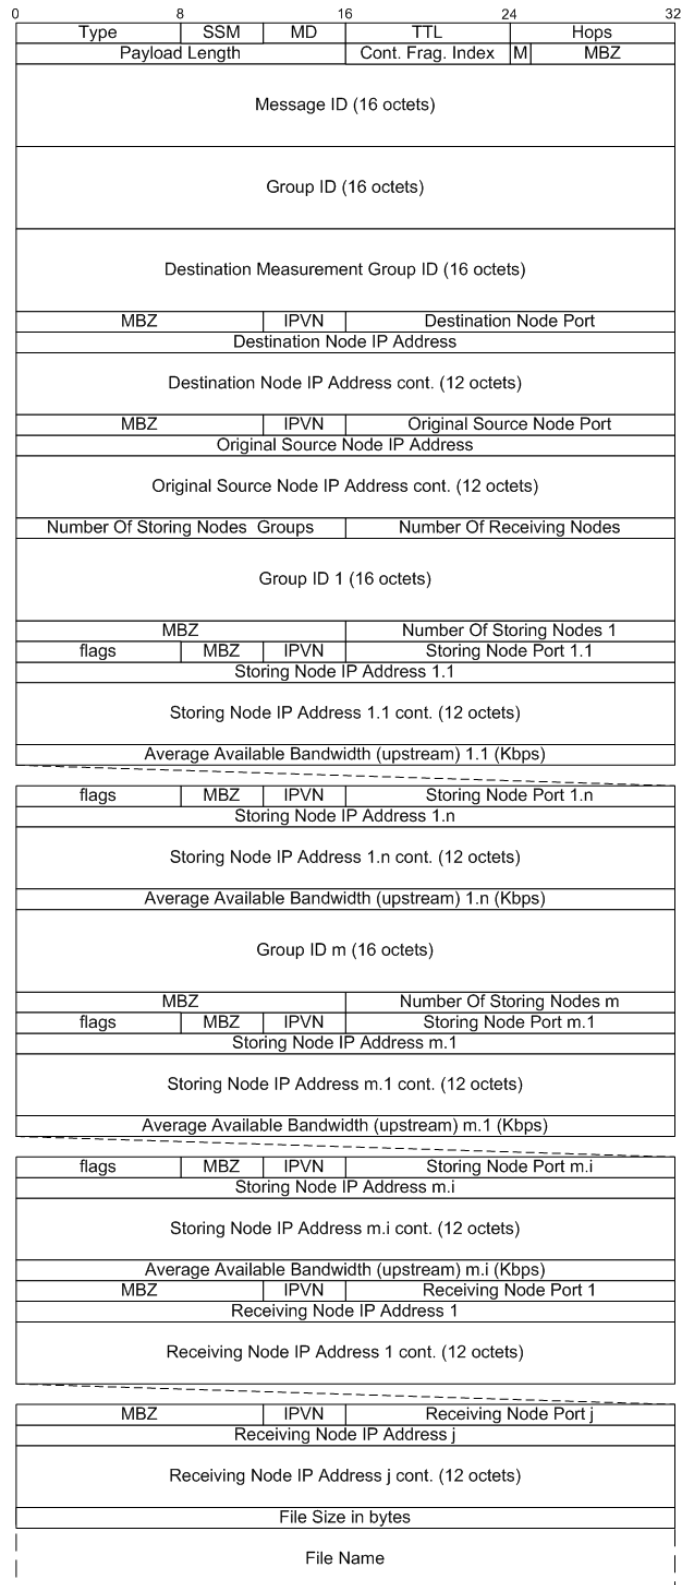 0 8 16 24 32
Type SSM MD TTL Hops
Payload Length Cont. Frag. Index M MBZ
Message ID (16 octets)
Group ID (16 octets)
Destination Measurement Group ID (16 octets)
MBZ IPVN Destination Node Port
Destination Node IP Address
Destination Node IP Address cont. (12 octets)
MBZ IPVN Original Source Node Port
Original Source Node IP Address
Original Source Node IP Address cont. (12 octets)
Number Of Storing Nodes Groups Number Of Receiving Nodes
Group ID 1 (16 octets)
MBZ Number Of Storing Nodes 1
flags MBZ IPVN Storing Node Port 1.1
Storing Node IP Address 1.1
Storing Node IP Address 1.1 cont. (12 octets)
Average Available Bandwidth (upstream) 1.1 (Kbps)
flags MBZ IPVN Storing Node Port 1.n
Storing Node IP Address 1.n
Storing Node IP Address 1.n cont. (12 octets)
Average Available Bandwidth (upstream) 1.n (Kbps)
Group ID m (16 octets)
MBZ Number Of Storing Nodes m
flags MBZ IPVN Storing Node Port m.1
Storing Node IP Address m.1
Storing Node IP Address m.1 cont. (12 octets)
Average Available Bandwidth (upstream) m.1 (Kbps)
flags MBZ IPVN Storing Node Port m.i
Storing Node IP Address m.i
Storing Node IP Address m.i cont. (12 octets)
Average Available Bandwidth (upstream) m.i (Kbps)
MBZ IPVN Receiving Node Port 1
Receiving Node IP Address 1
Receiving Node IP Address 1 cont. (12 octets)
MBZ IPVN Receiving Node Port j
Receiving Node IP Address j
Receiving Node IP Address j cont. (12 octets)
File Size in bytes
File Name